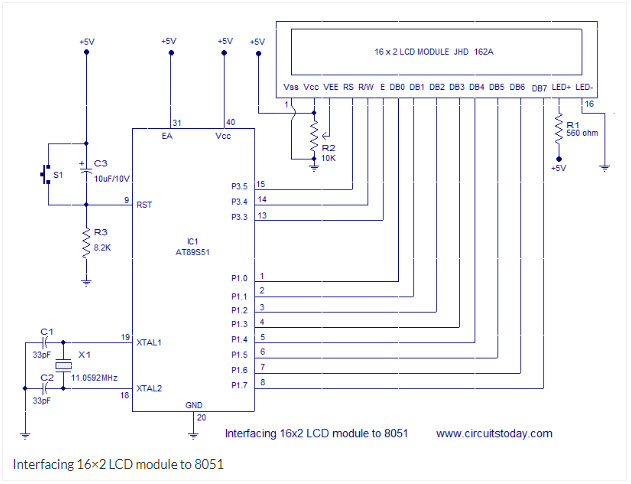 +5V
+5V
+5V
+5V
16 x 2 LCD MODULE JHD 162A
Vss Vcc VEE RS R/W E DB0 DB1 DB2 DB3 DB4 DB5 DB6 DB7 LED+ LED-
1
16
31
40
EA
Vcc
R1
560 ohm
+5V
R2
10K
+
C3
10uF/10V
S1
9
RST
R3
8.2K
IC1
AT89S51
P3.5 15
P3.4 14
P3.3 13
P1.0 1
P1.1 2
P1.2 3
P1.3 4
P1.4 5
P1.5 6
P1.6 7
P1.7 8
C1
33pF
X1
11.0592MHz
C2
33pF
19
XTAL1
18
XTAL2
GND
20
Interfacing 16x2 LCD module to 8051
www.circuitstoday.com
Interfacing 16×2 LCD module to 8051